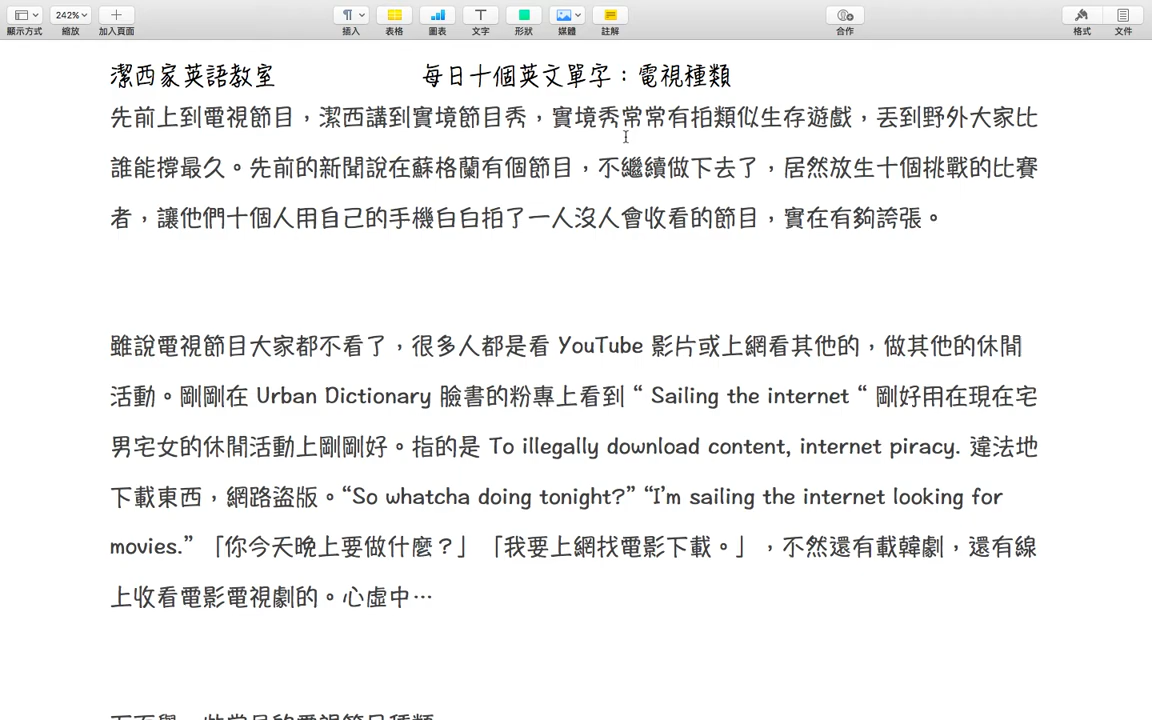 242%
顯示方式
縮放
加入頁面
插入
表格
圖表
文字
形狀
媒體
註解
合作
格式
文件
潔西家英語教室 每日十個英文單字:電視種類
先前上到電視節目,潔西講到實境節目秀,實境秀常常有拍類似生存遊戲,丟到野外大家比
誰能撐最久。先前的新聞說在蘇格蘭有個節目,不繼續做下去了,居然放生十個挑戰的比賽
者,讓他們十個人用自己的手機自白拍了一人沒人會收看的節目,實在有夠誇張。
雖說電視節目大家都不看了,很多人都是看 YouTube 影片或上網看其他的,做其他的休閒
活動。剛剛在 Urban Dictionary 臉書的粉專上看到 “ Sailing the internet “ 剛好用在現在宅
男宅女的休閒活動上剛剛好。指的是 To illegally download content, internet piracy. 違法地
下載東西,網路盜版。“So whatcha doing tonight?” “I’m sailing the internet looking for
movies.” 「你今天晚上要做什麼?」「我要上網找電影下載。」,不然還有載韓劇,還有線
上收看電影電視劇的。心虛中…
下面學一些常見的電視節目種類